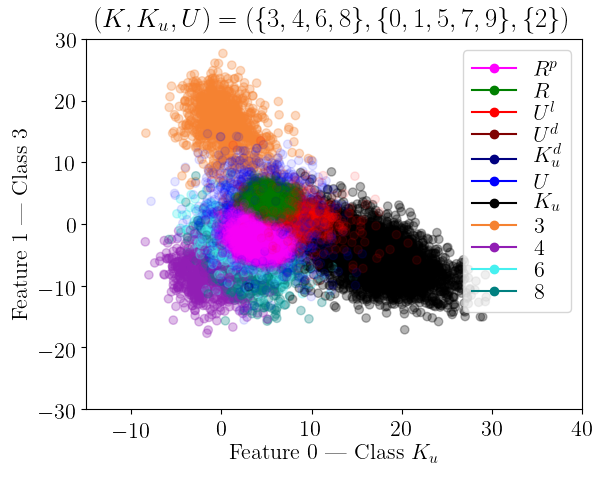 (K, K_u, U) = ({3, 4, 6, 8}, {0, 1, 5, 7, 9}, {2})
30
20
10
0
−10
−20
−30
Feature 1 — Class 3
R^p
R
U^l
U^d
K_u^d
U
K_u
3
4
6
8
−10
0
10
20
30
40
Feature 0 — Class K_u